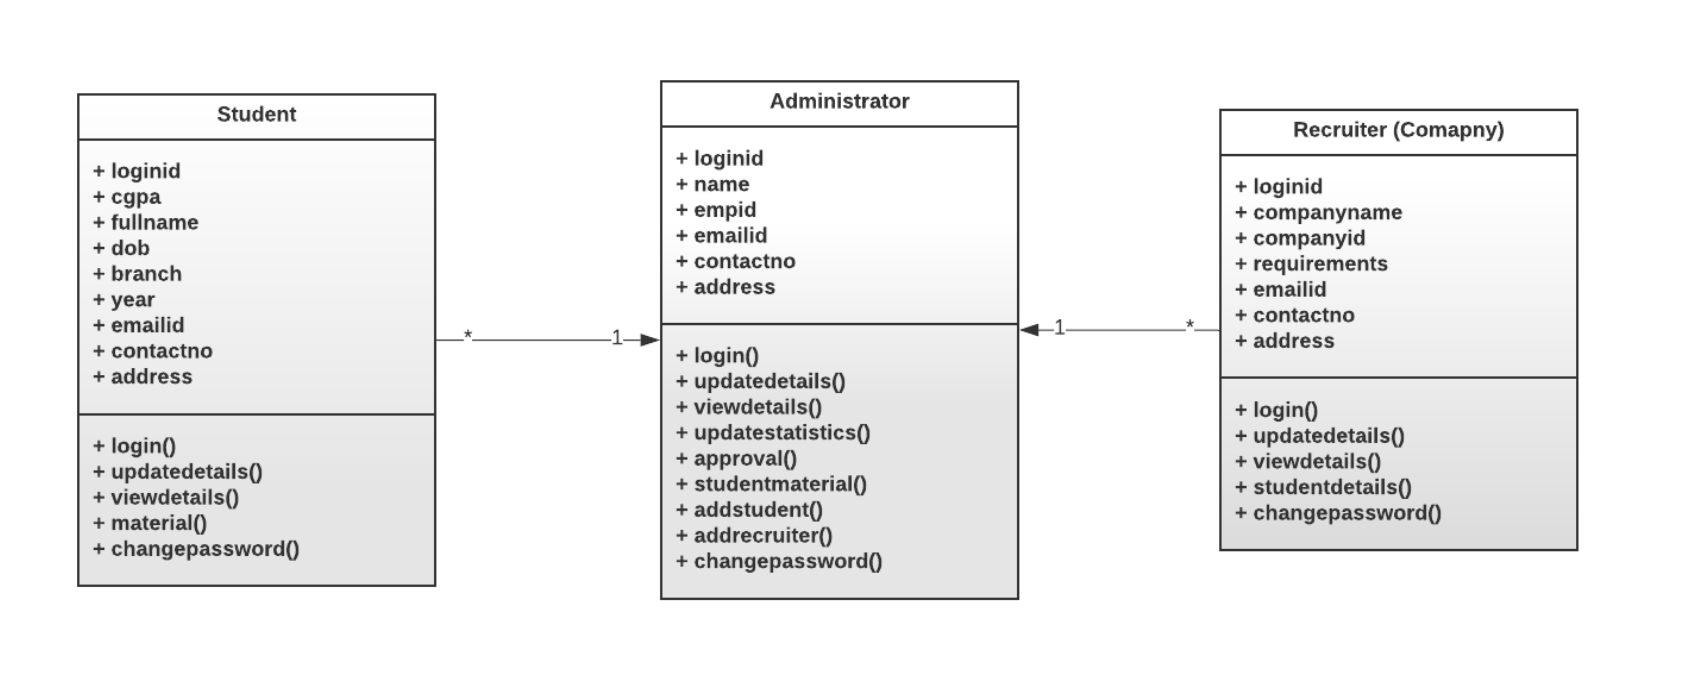 Student
+ loginid
+ cgpa
+ fullname
+ dob
+ branch
+ year
+ emailid
+ contactno
+ address
+ login()
+ updatedetails()
+ viewdetails()
+ material()
+ changepassword()
*
1
Administrator
+ loginid
+ name
+ empid
+ emailid
+ contactno
+ address
+ login()
+ updatedetails()
+ viewdetails()
+ updatestatistics()
+ approval()
+ studentmaterial()
+ addstudent()
+ addrecruiter()
+ changepassword()
1
*
Recruiter (Comapny)
+ loginid
+ companyname
+ companyid
+ requirements
+ emailid
+ contactno
+ address
+ login()
+ updatedetails()
+ viewdetails()
+ studentdetails()
+ changepassword()